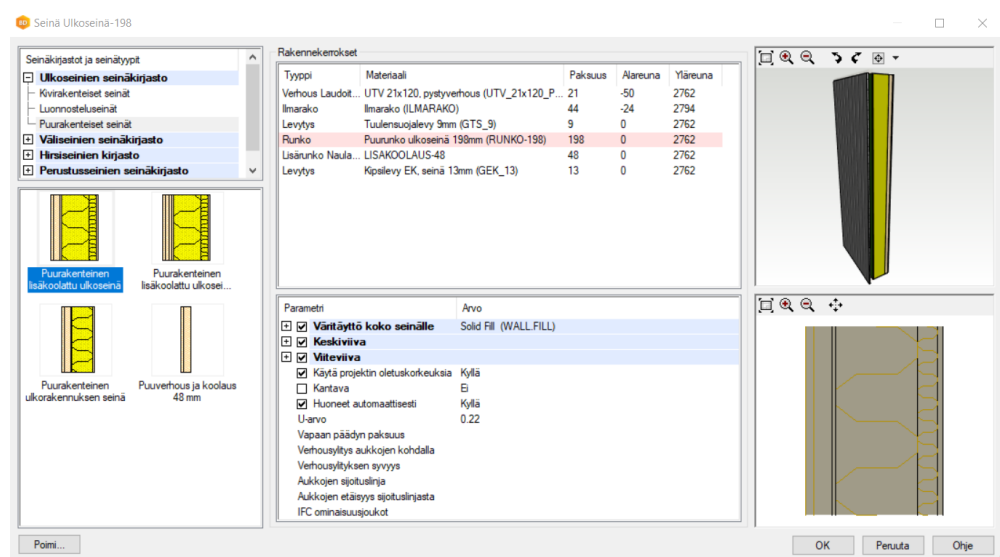 Seinä Ulkoseinä-198
Seinäkirjastot ja seinätyypit
Ulkoseinien seinäkirjasto
Kivirakenteiset seinät
Luonnosteluseinät
Puurakenteiset seinät
Väliseinien seinäkirjasto
Hirsiseinien kirjasto
Perustusseinien seinäkirjasto
Puurakenteinen
lisäkoolattu ulkoseinä
Puurakenteinen
lisäkoolattu ulkosei...
Puurakenteinen
ulkorakennuksen seinä
Puuverhous ja koolaus
48 mm
Poimi...
Rakennekerrokset
Tyyppi Materiaali Paksuus Alareuna Yläreuna
Verhous Laudoit... UTV 21x120, pystyverhous (UTV_21x120_P... 21 -50 2762
Ilmarako Ilmarako (ILMARAKO) 44 -24 2794
Levytys Tuulensuojalevy 9mm (GTS_9) 9 0 2762
Runko Puurunko ulkoseinä 198mm (RUNKO-198) 198 0 2762
Lisärunko Naula... LISAKOOLAUS-48 48 0 2762
Levytys Kipsilevy EK, seinä 13mm (GEK_13) 13 0 2762
Parametri Arvo
Väritäyttö koko seinälle Solid Fill (WALL.FILL)
Keskiviiva
Viiteviiva
Käytä projektin oletuskorkeuksia Kyllä
Kantava Ei
Huoneet automaattisesti Kyllä
U-arvo 0.22
Vapaan päädyn paksuus
Verhousylitys aukkojen kohdalla
Verhousylityksen syvyys
Aukkojen sijoituslinja
Aukkojen etäisyys sijoituslinjasta
IFC ominaisuusjoukot
OK Peruuta Ohje